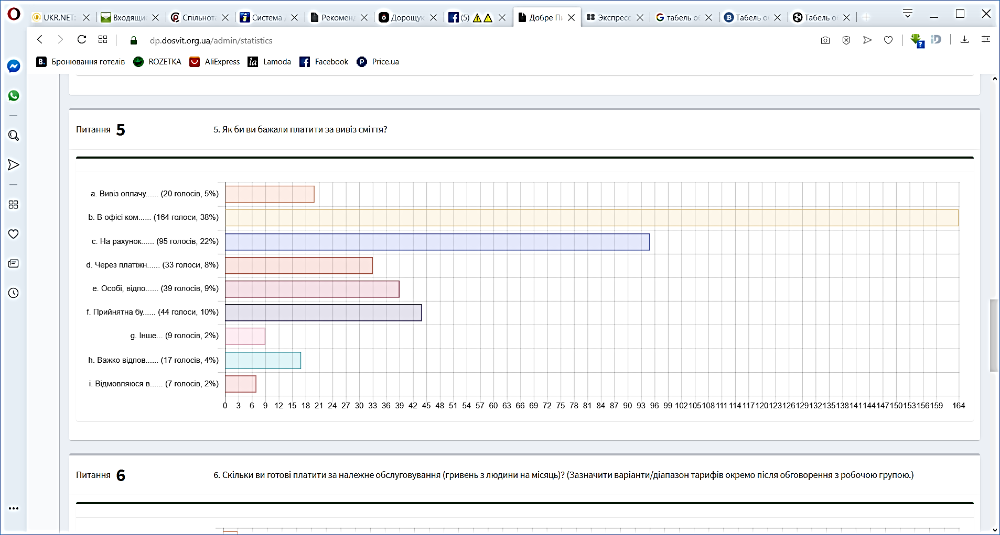 UKR.NET: Входящи Спільнот Система Рекоменд Дорощук (5) Добре Пі Экспресс табель о Табель о Табель о
dp.dosvit.org.ua/admin/statistics
B. Бронювання готелів ROZETKA AliExpress la Lamoda Facebook P Price.ua
Питання 5 5. Як би ви бажали платити за вивіз сміття?
a. Вивіз оплачу...... (20 голосів, 5%)
b. В офісі ком...... (164 голоси, 38%)
c. На рахунок...... (95 голосів, 22%)
d. Через платіжн...... (33 голоси, 8%)
e. Особі, відпо...... (39 голосів, 9%)
f. Прийнятна бу...... (44 голоси, 10%)
g. Інше... (9 голосів, 2%)
h. Важко відпов...... (17 голосів, 4%)
i. Відмовляюся в...... (7 голосів, 2%)
0 3 6 9 12 15 18 21 24 27 30 33 36 39 42 45 48 51 54 57 60 63 66 69 72 75 78 81 84 87 90 93 96 99 102 105 108 111 114 117 120 123 126 129 132 135 138 141 144 147 150 153 156 159 164
Питання 6 6. Скільки ви готові платити за належне обслуговування (гривень з людини на місяць)? (Зазначити варіанти/діапазон тарифів окремо після обговорення з робочою групою.)